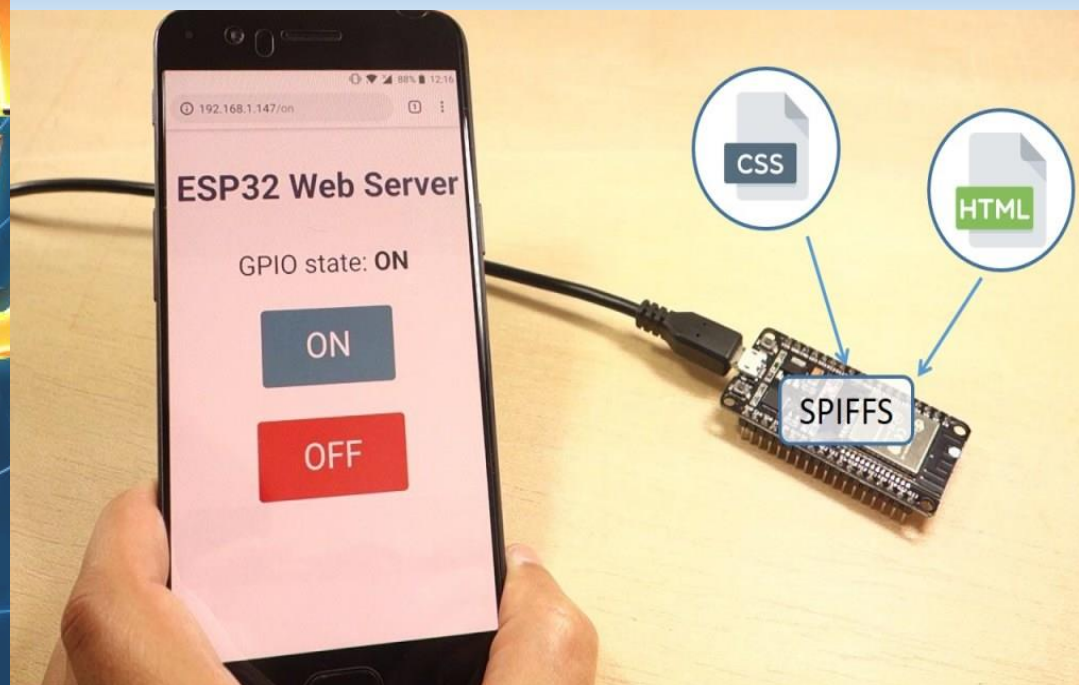 88% 12:16
192.168.1.147/on
1
ESP32 Web Server
GPIO state: ON
ON
OFF
CSS
HTML
SPIFFS